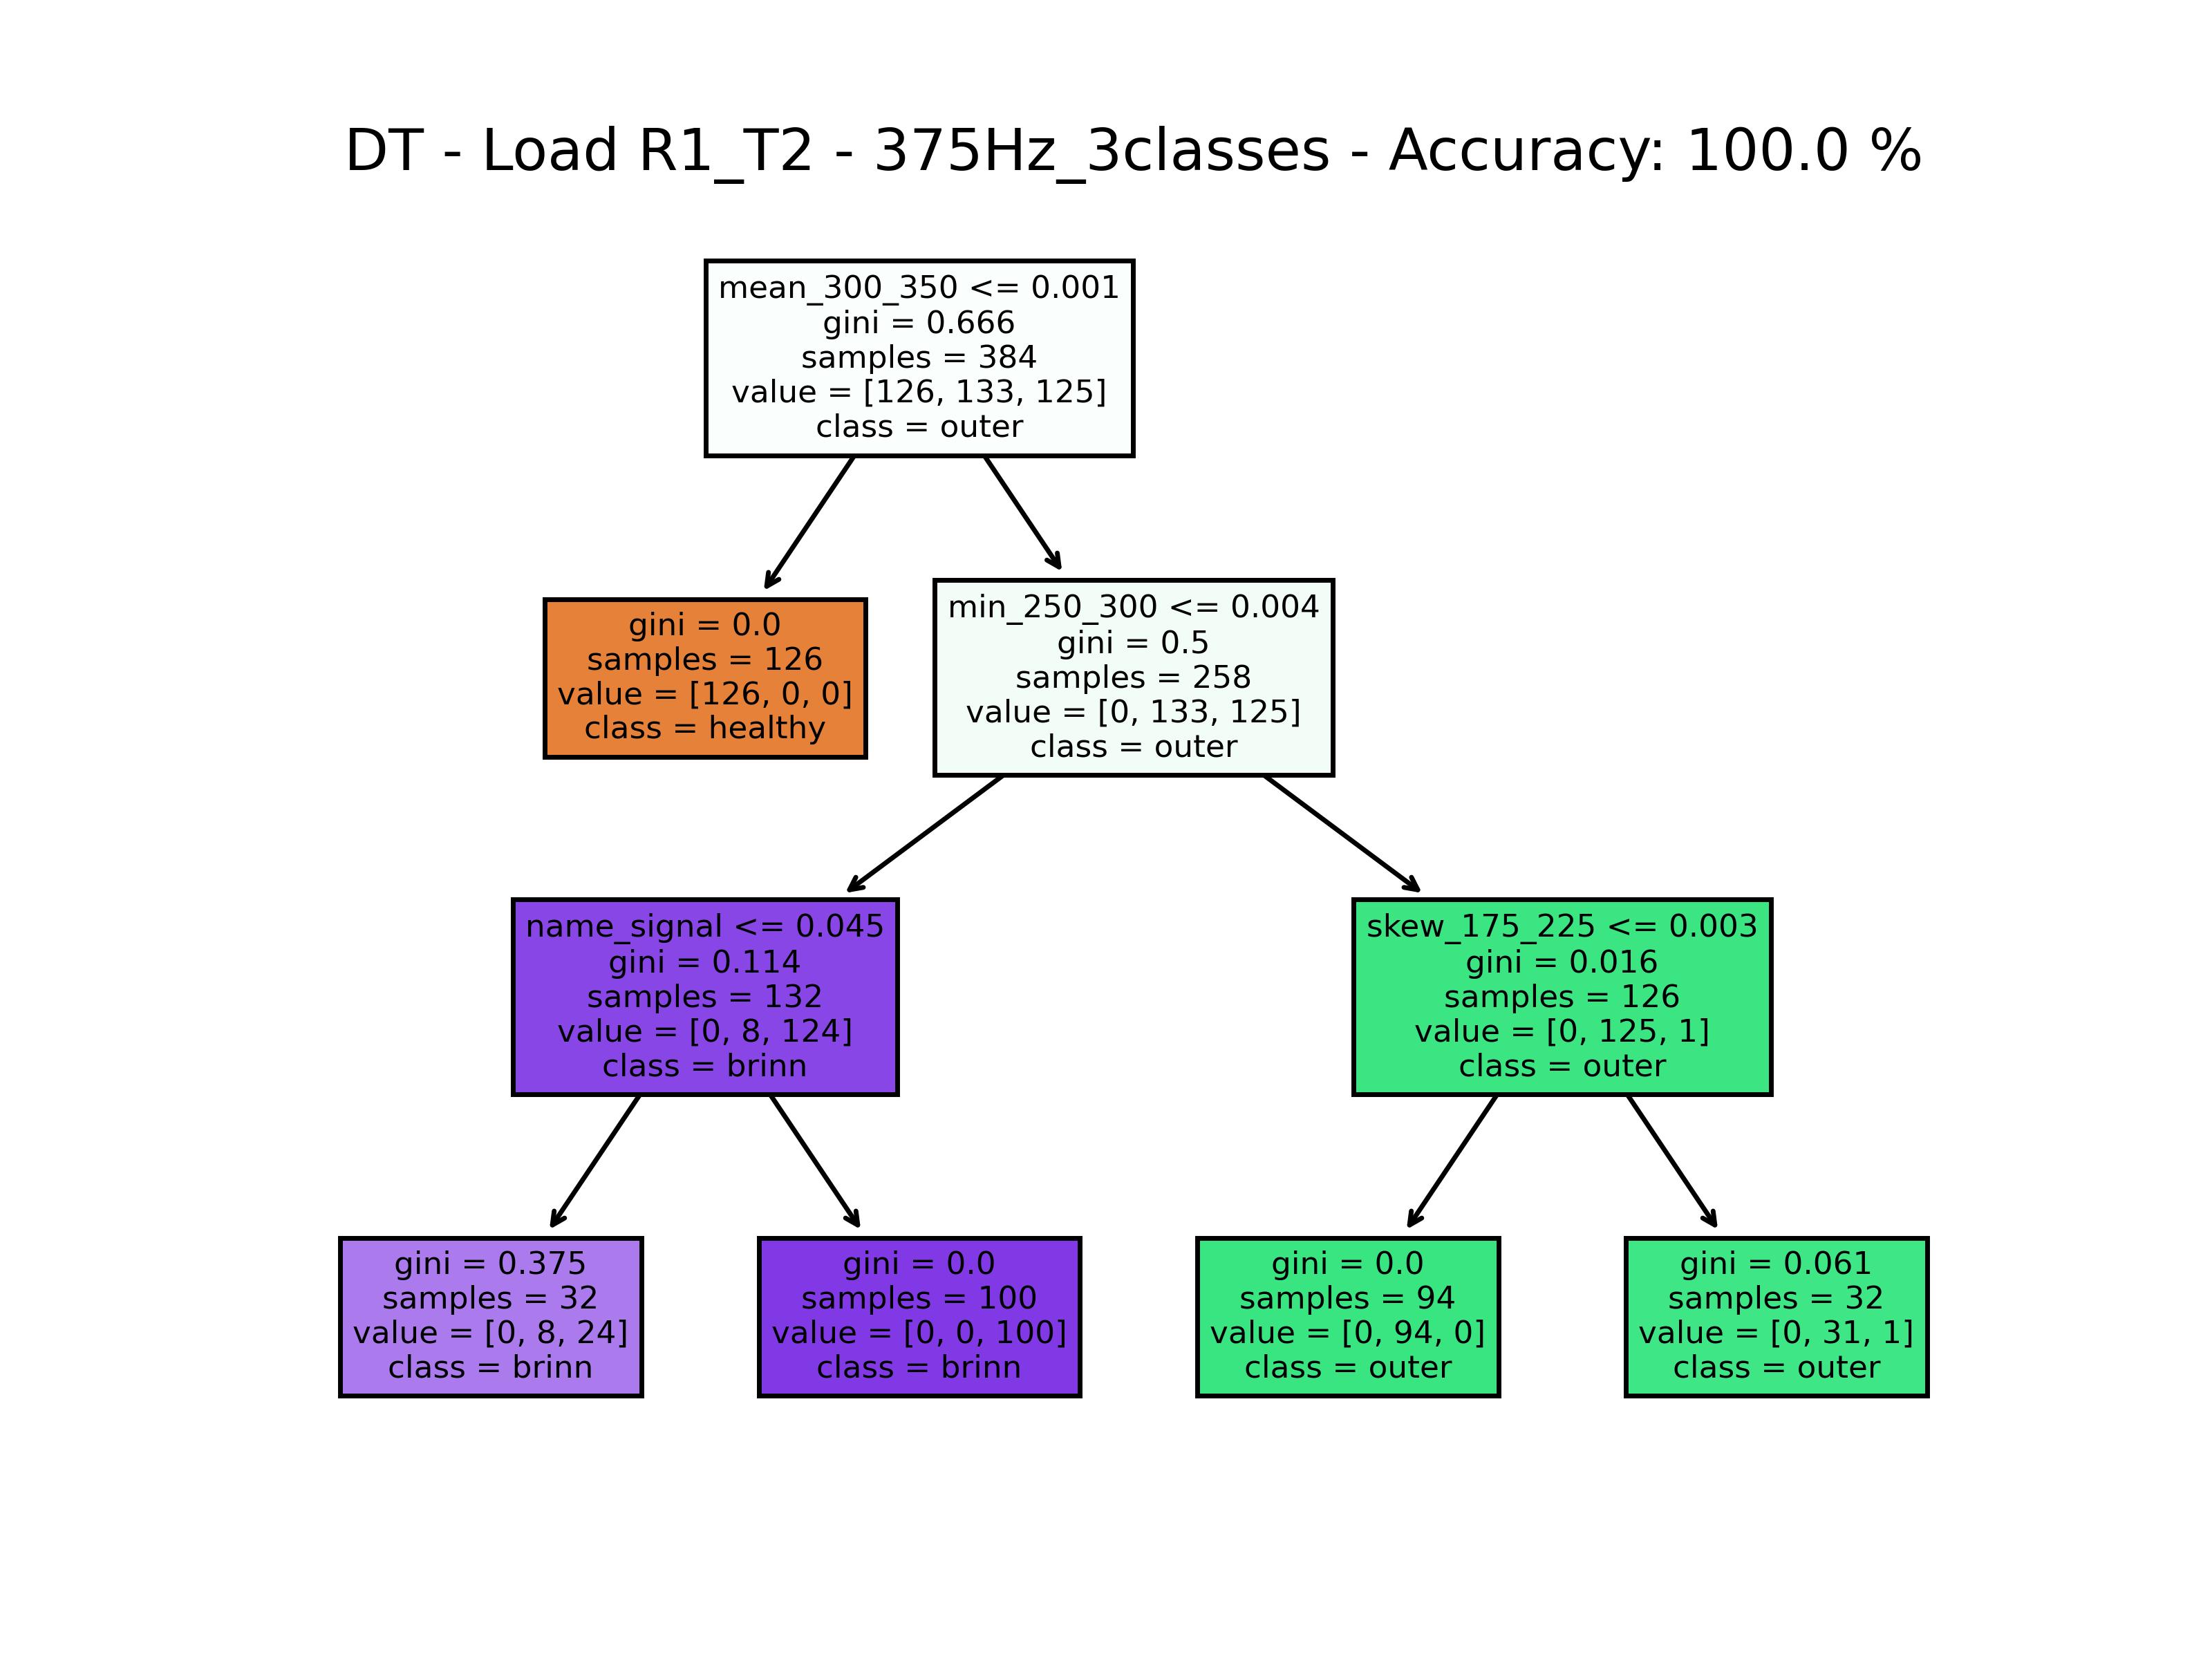 DT - Load R1_T2 - 375Hz_3classes - Accuracy: 100.0 %
mean_300_350 <= 0.001
gini = 0.666
samples = 384
value = [126, 133, 125]
class = outer
gini = 0.0
samples = 126
value = [126, 0, 0]
class = healthy
min_250_300 <= 0.004
gini = 0.5
samples = 258
value = [0, 133, 125]
class = outer
name_signal <= 0.045
gini = 0.114
samples = 132
value = [0, 8, 124]
class = brinn
skew_175_225 <= 0.003
gini = 0.016
samples = 126
value = [0, 125, 1]
class = outer
gini = 0.375
samples = 32
value = [0, 8, 24]
class = brinn
gini = 0.0
samples = 100
value = [0, 0, 100]
class = brinn
gini = 0.0
samples = 94
value = [0, 94, 0]
class = outer
gini = 0.061
samples = 32
value = [0, 31, 1]
class = outer